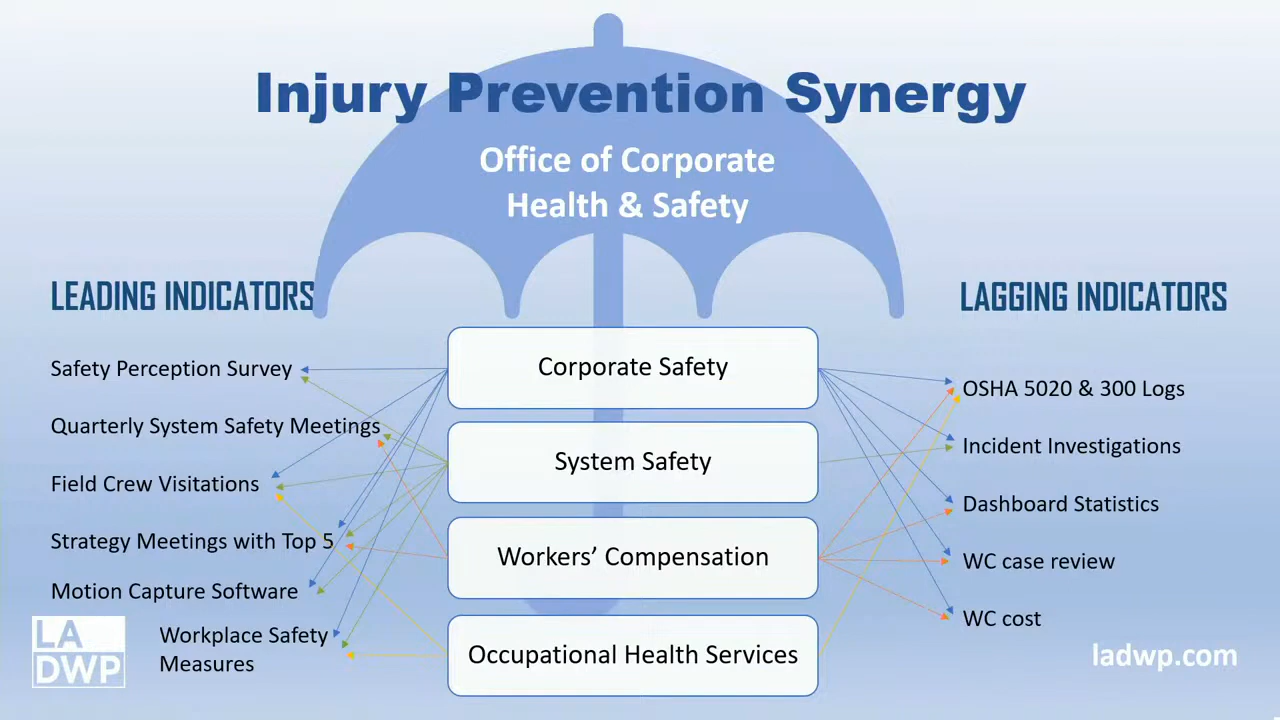 Injury Prevention Synergy
Office of Corporate
Health & Safety
LEADING INDICATORS
Safety Perception Survey
Quarterly System Safety Meetings
Field Crew Visitations
Strategy Meetings with Top 5
Motion Capture Software
Workplace Safety
Measures
Corporate Safety
System Safety
Workers’ Compensation
Occupational Health Services
LAGGING INDICATORS
OSHA 5020 & 300 Logs
Incident Investigations
Dashboard Statistics
WC case review
WC cost
LA
DWP
ladwp.com